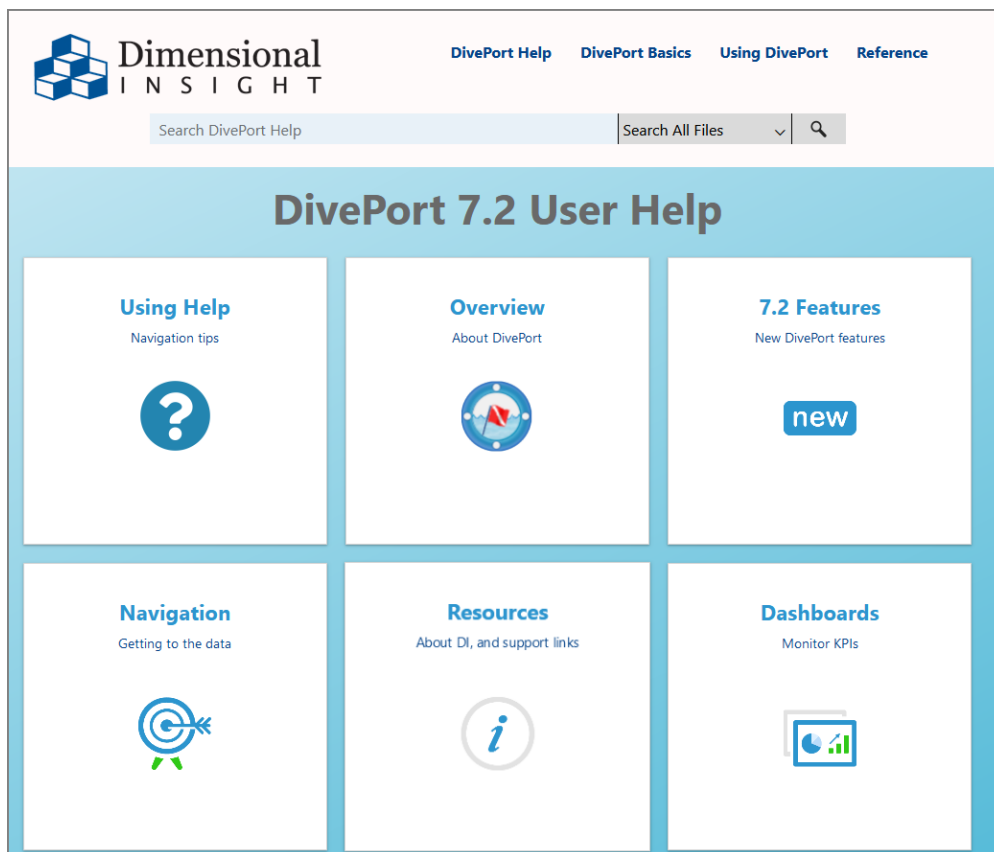 Dimensional
INSIGHT
DivePort Help DivePort Basics Using DivePort Reference
Search DivePort Help Search All Files
DivePort 7.2 User Help
Using Help Overview 7.2 Features
Navigation tips About DivePort New DivePort features
? new
Navigation Resources Dashboards
Getting to the data About DI, and support links Monitor KPIs
i